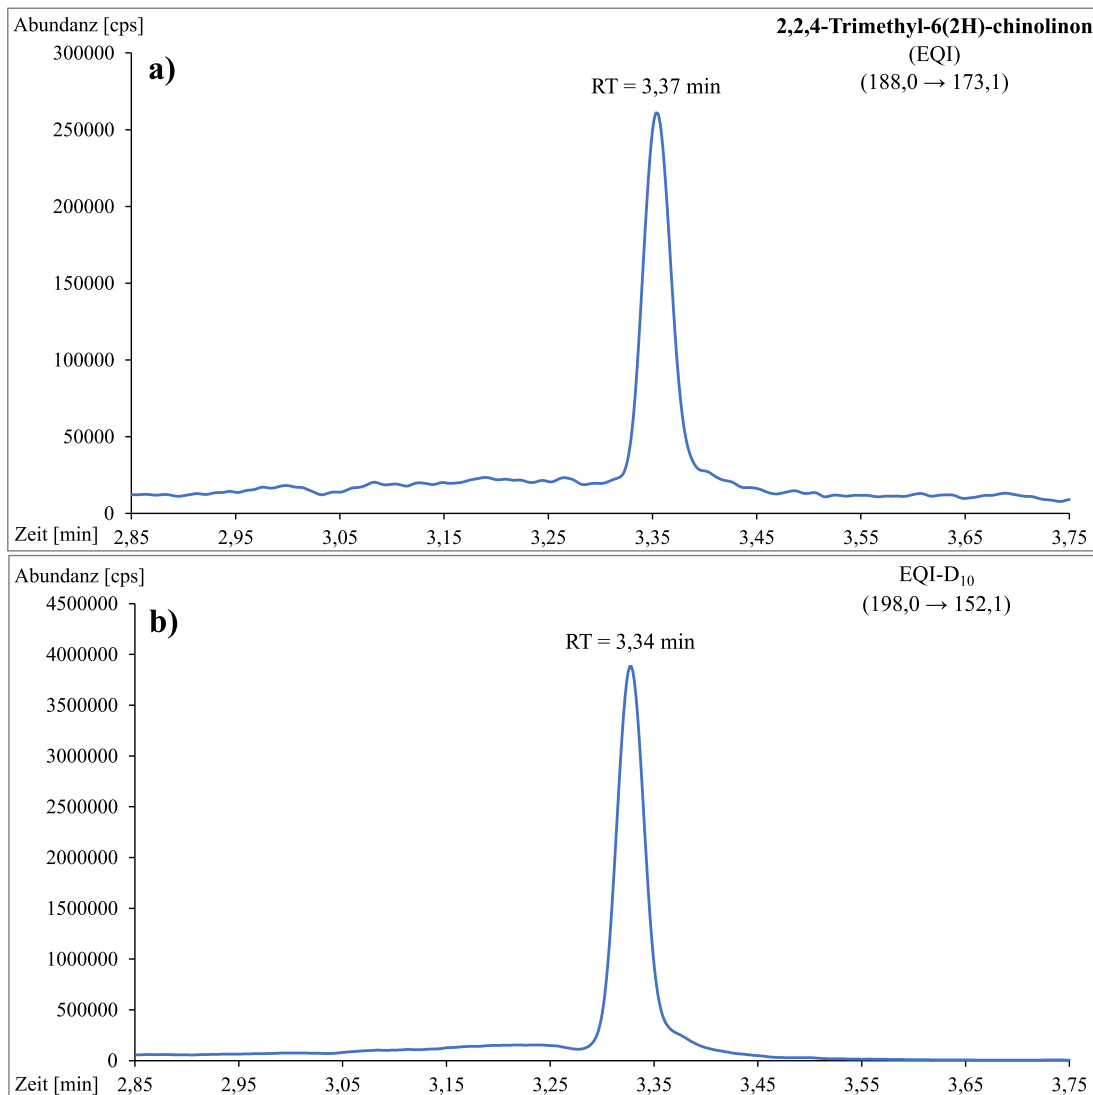 Abundanz [cps]
2,2,4-Trimethyl-6(2H)-chinolinon
(EQI)
(188,0 → 173,1)
a)
RT = 3,37 min
300000
250000
200000
150000
100000
50000
0
Zeit [min]
2,85 2,95 3,05 3,15 3,25 3,35 3,45 3,55 3,65 3,75
Abundanz [cps]
EQI-D₁₀
(198,0 → 152,1)
b)
RT = 3,34 min
4500000
4000000
3500000
3000000
2500000
2000000
1500000
1000000
500000
0
Zeit [min]
2,85 2,95 3,05 3,15 3,25 3,35 3,45 3,55 3,65 3,75